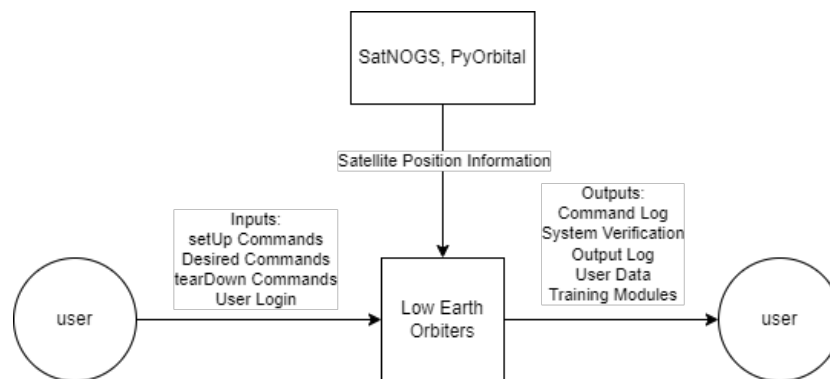 SatNOGS, PyOrbital
Satellite Position Information
Inputs:
setUp Commands
Desired Commands
tearDown Commands
User Login
Outputs:
Command Log
System Verification
Output Log
User Data
Training Modules
user
Low Earth
Orbiters
user